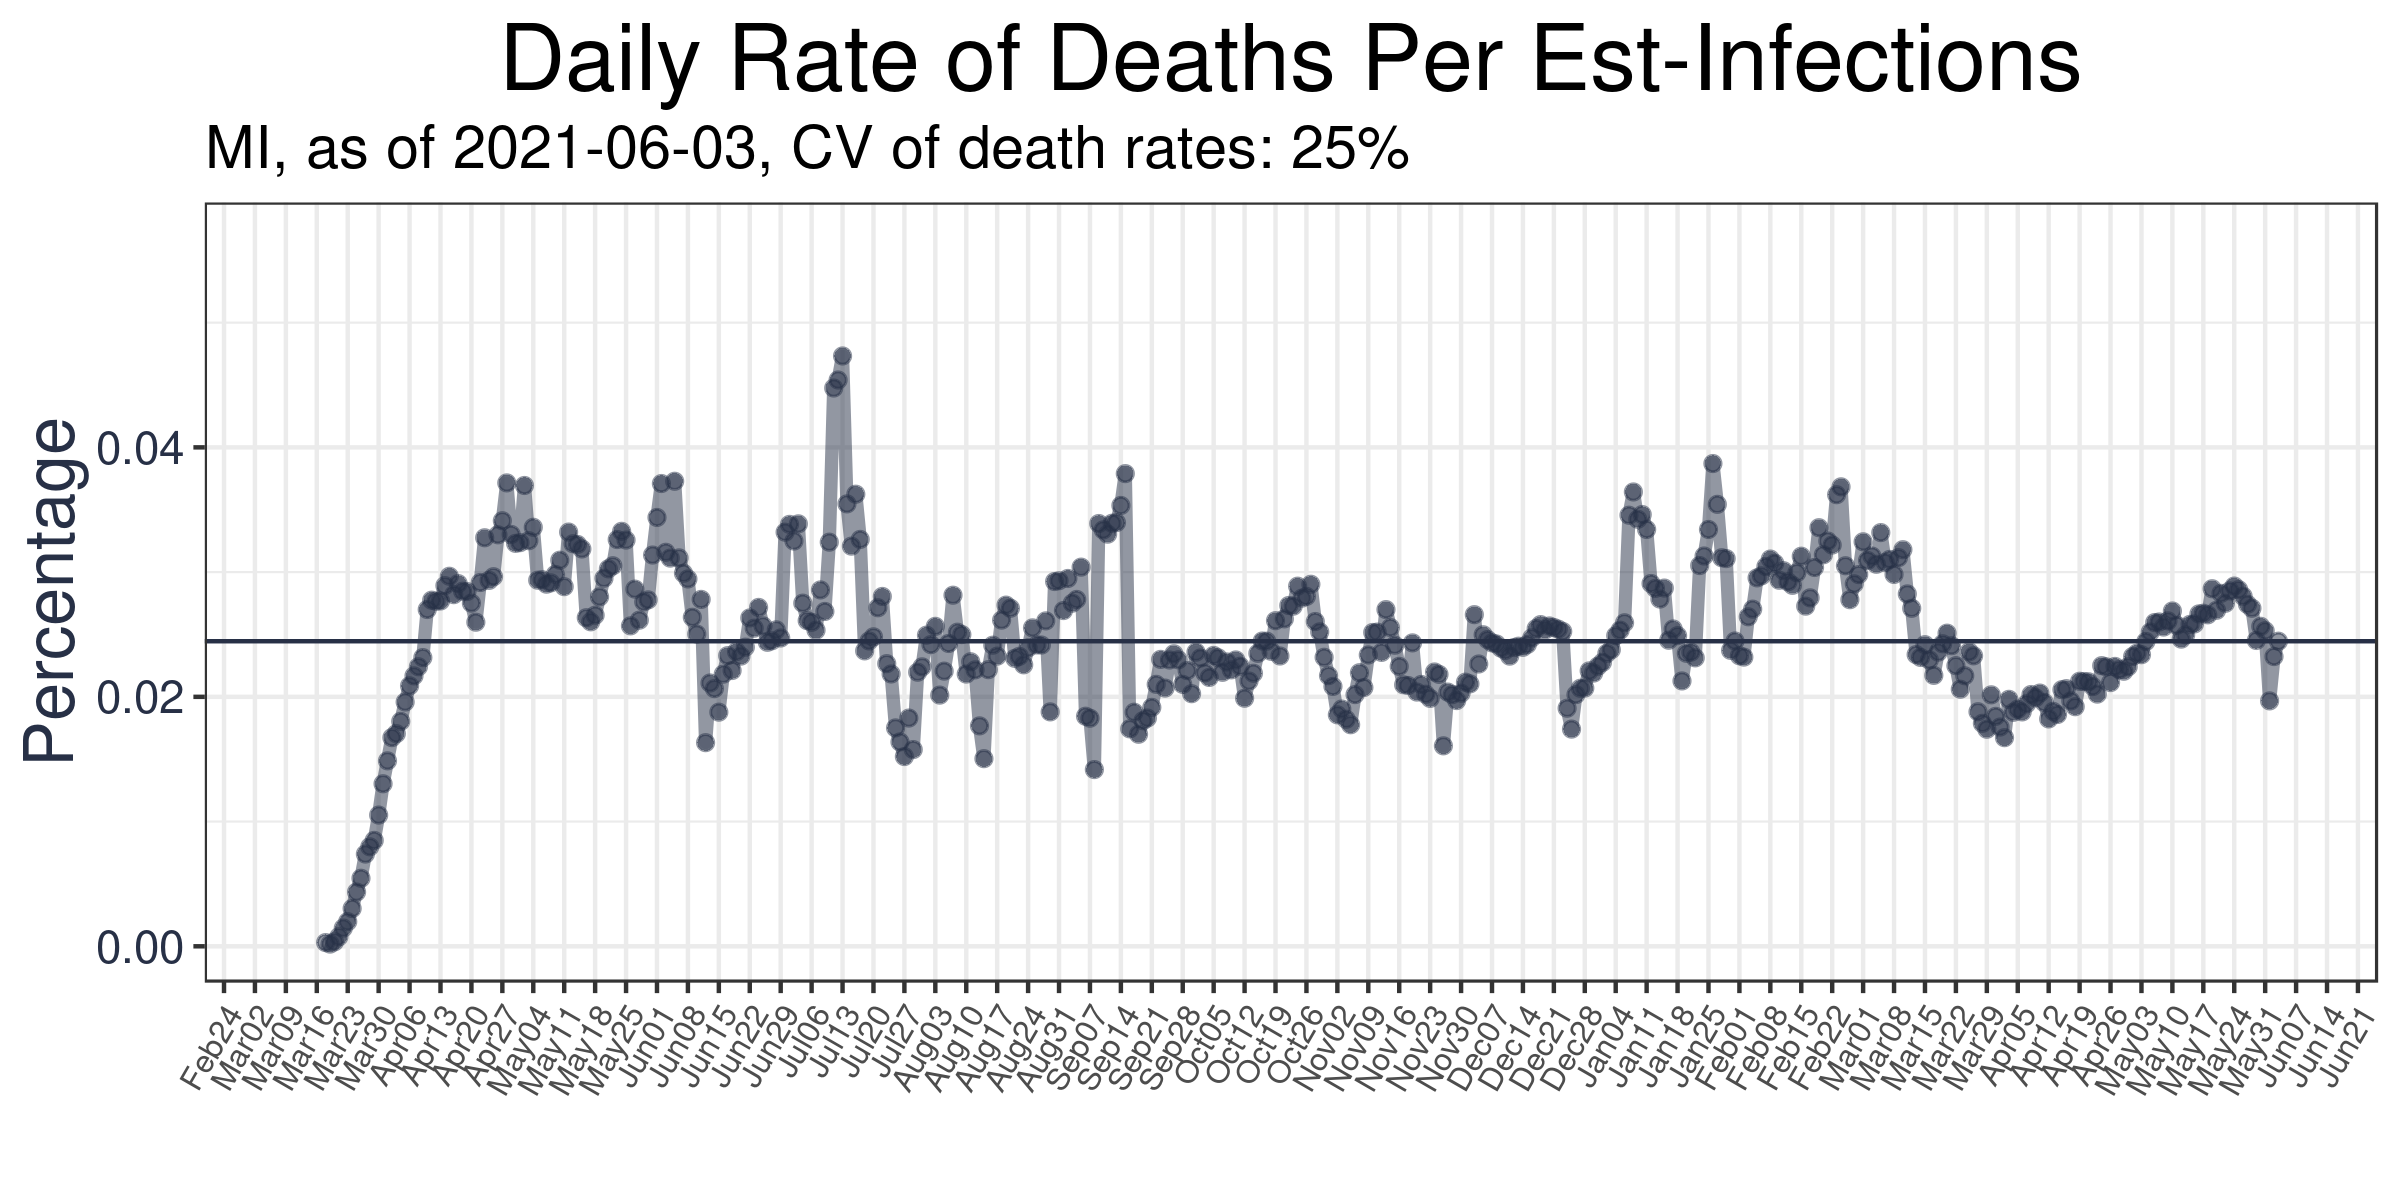 Daily Rate of Deaths Per Est-Infections
MI, as of 2021-06-03, CV of death rates: 25%
Percentage
0.04
0.02
0.00
Feb24 Mar02 Mar09 Mar16 Mar23 Mar30 Apr06 Apr13 Apr20 Apr27 May04 May11 May18 May25 Jun01 Jun08 Jun15 Jun22 Jun29 Jul06 Jul13 Jul20 Jul27 Aug03 Aug10 Aug17 Aug24 Aug31 Sep07 Sep14 Sep21 Sep28 Oct05 Oct12 Oct19 Oct26 Nov02 Nov09 Nov16 Nov23 Nov30 Dec07 Dec14 Dec21 Dec28 Jan04 Jan11 Jan18 Jan25 Feb01 Feb08 Feb15 Feb22 Mar01 Mar08 Mar15 Mar22 Mar29 Apr05 Apr12 Apr19 Apr26 May03 May10 May17 May24 May31 Jun07 Jun14 Jun21